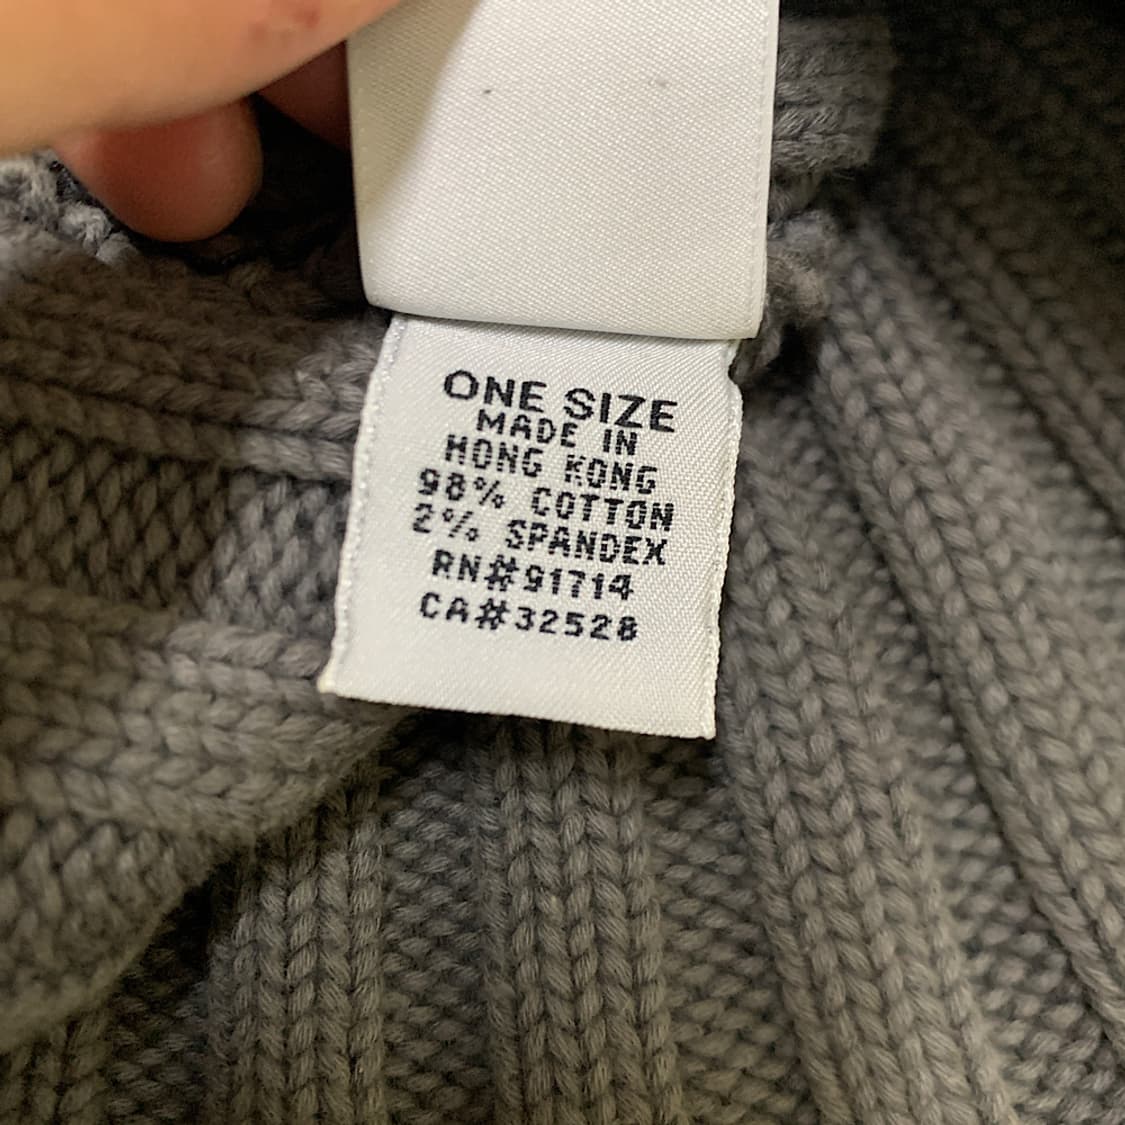 ONE SIZE
MADE IN
HONG KONG
98% COTTON
2% SPANDEX
RN#91714
CA#32528